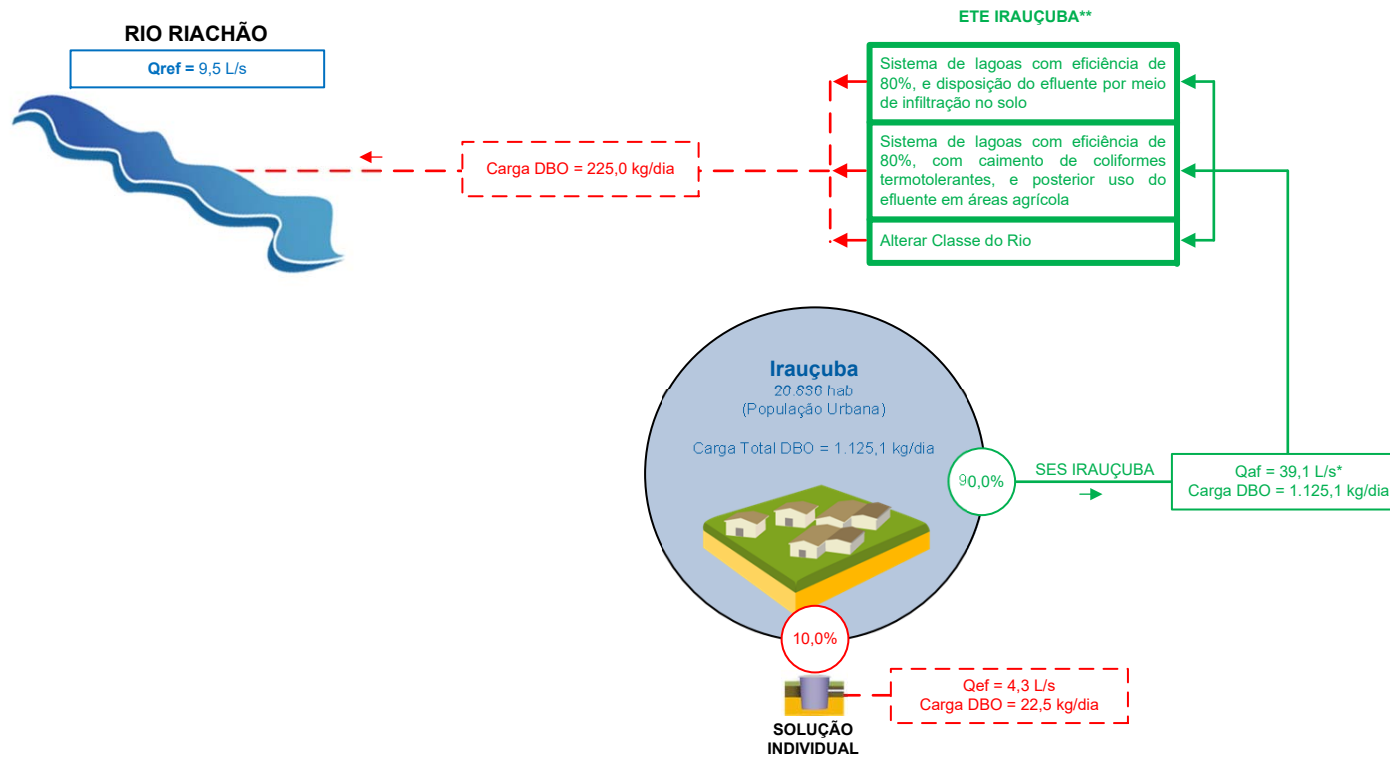 RIO RIACHÃO
Qref = 9,5 L/s
Carga DBO = 225,0 kg/dia
ETE IRAUÇUBA**
Sistema de lagoas com eficiência de
80%, e disposição do efluente por meio
de infiltração no solo
Sistema de lagoas com eficiência de
80%, com caimento de coliformes
termotolerantes, e posterior uso do
efluente em áreas agrícola
Alterar Classe do Rio
Irauçuba
20.836 hab
(População Urbana)
Carga Total DBO = 1.125,1 kg/dia
90,0%
SES IRAUÇUBA
Qaf = 39,1 L/s*
Carga DBO = 1.125,1 kg/dia
10,0%
Qef = 4,3 L/s
Carga DBO = 22,5 kg/dia
SOLUÇÃO
INDIVIDUAL